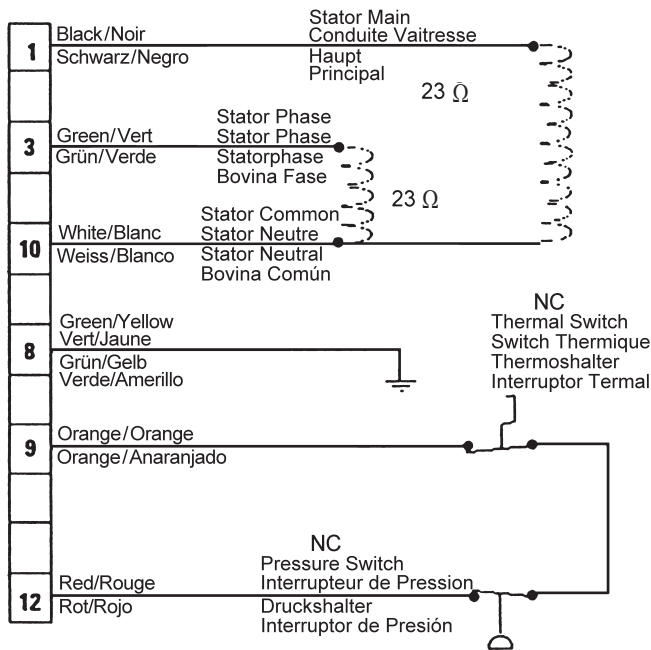 Stator Main
Black/Noir
Conduite Vaitresse
1
Schwarz/Negro
Haupt
Principal
23 Ω
Stator Phase
3
Green/Vert
Stator Phase
Grün/Verde
Statorphase
Bovina Fase
23 Ω
Stator Common
10
White/Blanc
Stator Neutre
Weiss/Blanco
Stator Neutral
Bovina Común
8
Green/Yellow
Vert/Jaune
Grün/Gelb
Verde/Amerillo
NC
Thermal Switch
Switch Thermique
Thermoshalter
Interruptor Termal
9
Orange/Orange
Orange/Anaranjado
NC
Pressure Switch
12
Red/Rouge
Interrupteur de Pression
Rot/Rojo
Druckshalter
Interruptor de Presión